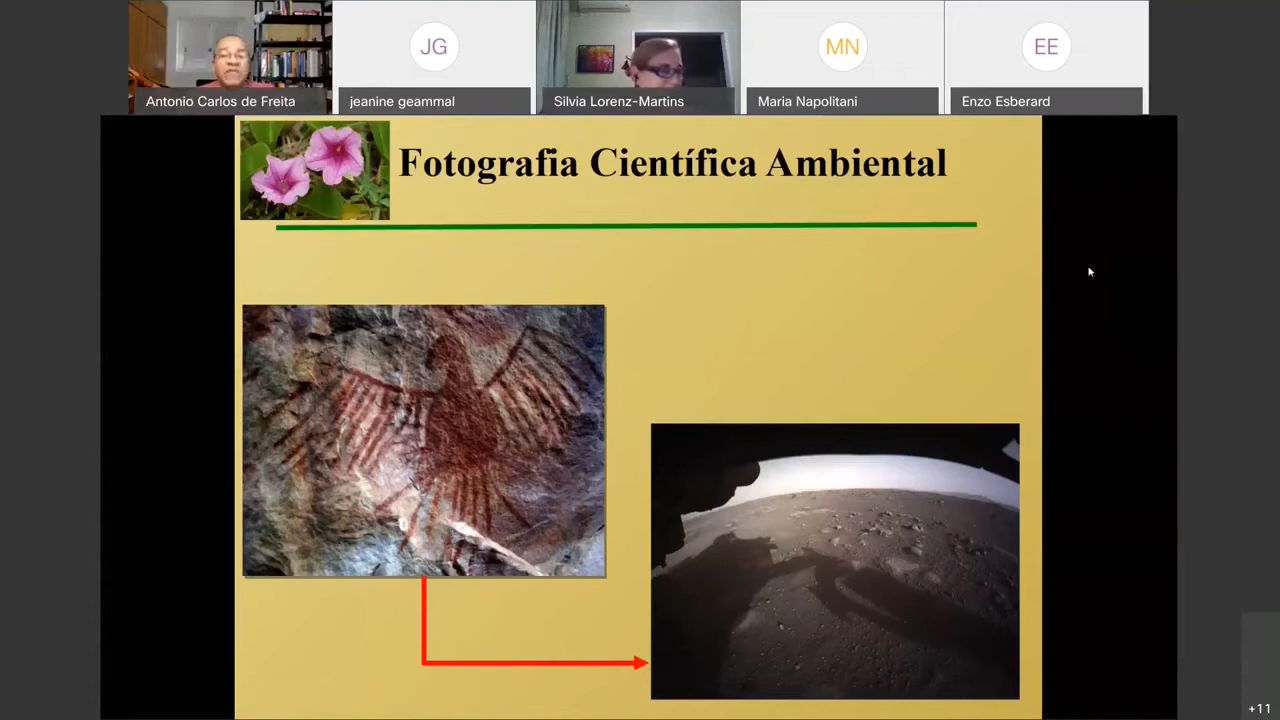 JG
MN
EE
Antonio Carlos de Freita
jeanine geammal
Silvia Lorenz-Martins
Maria Napolitani
Enzo Esberard
Fotografia Científica Ambiental
+11